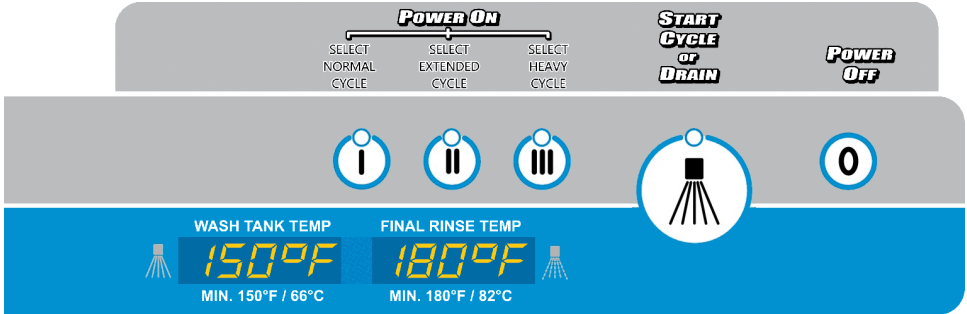 POWER ON
SELECT NORMAL CYCLE
SELECT EXTENDED CYCLE
SELECT HEAVY CYCLE
START
CYCLE
OR
DRAIN
POWER
OFF
I
II
III
0
WASH TANK TEMP
150°F
MIN. 150°F / 66°C
FINAL RINSE TEMP
180°F
MIN. 180°F / 82°C